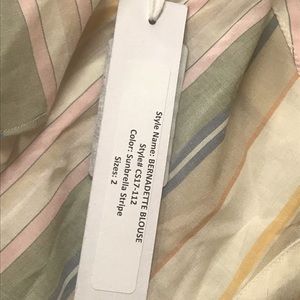 Style Name: BERNADETTE BLOUSE
Style# CS17-112
Color: Sunbrella Stripe
Sizes: 2